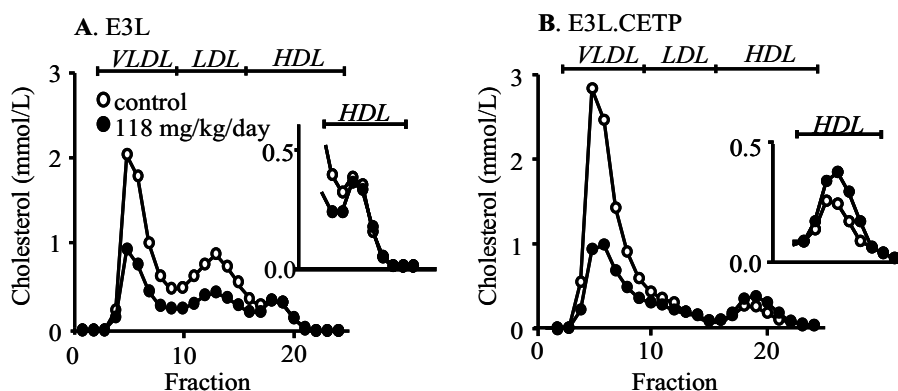 A. E3L
VLDL LDL HDL
3
2
1
0
Cholesterol (mmol/L)
control
118 mg/kg/day
HDL
0.5
0.0
0 10 20
Fraction
B. E3L.CETP
VLDL LDL HDL
3
2
1
0
Cholesterol (mmol/L)
HDL
0.5
0.0
0 10 20
Fraction